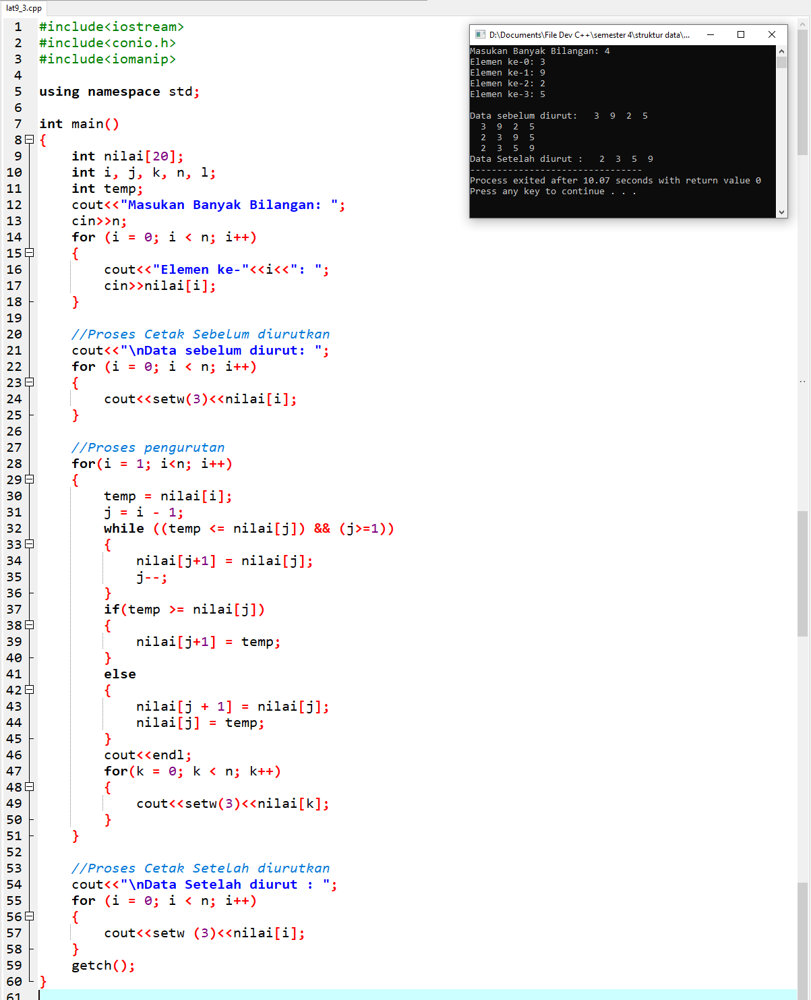 lat9_3.cpp
1 #include<iostream>
2 #include<conio.h>
3 #include<iomanip>
4
5 using namespace std;
6
7 int main()
8 {
9 int nilai[20];
10 int i, j, k, n, l;
11 int temp;
12 cout<<"Masukan Banyak Bilangan: ";
13 cin>>n;
14 for (i = 0; i < n; i++)
15 {
16 cout<<"Elemen ke-"<<i<<": ";
17 cin>>nilai[i];
18 }
19
20 //Proses Cetak Sebelum diurutkan
21 cout<<"\nData sebelum diurut: ";
22 for (i = 0; i < n; i++)
23 {
24 cout<<setw(3)<<nilai[i];
25 }
26
27 //Proses pengurutan
28 for(i = 1; i<n; i++)
29 {
30 temp = nilai[i];
31 j = i - 1;
32 while ((temp <= nilai[j]) && (j>=1))
33 {
34 nilai[j+1] = nilai[j];
35 j--;
36 }
37 if(temp >= nilai[j])
38 {
39 nilai[j+1] = temp;
40 }
41 else
42 {
43 nilai[j + 1] = nilai[j];
44 nilai[j] = temp;
45 }
46 cout<<endl;
47 for(k = 0; k < n; k++)
48 {
49 cout<<setw(3)<<nilai[k];
50 }
51 }
52
53 //Proses Cetak Setelah diurutkan
54 cout<<"\nData Setelah diurut : ";
55 for (i = 0; i < n; i++)
56 {
57 cout<<setw (3)<<nilai[i];
58 }
59 getch();
60 }
61
D:\Documents\File Dev C++\semester 4\struktur data\...
Masukan Banyak Bilangan: 4
Elemen ke-0: 3
Elemen ke-1: 9
Elemen ke-2: 2
Elemen ke-3: 5
Data sebelum diurut:   3  9  2  5
3  9  2  5
2  3  9  5
2  3  5  9
Data Setelah diurut :   2  3  5  9
--------------------------------
Process exited after 10.07 seconds with return value 0
Press any key to continue . . .